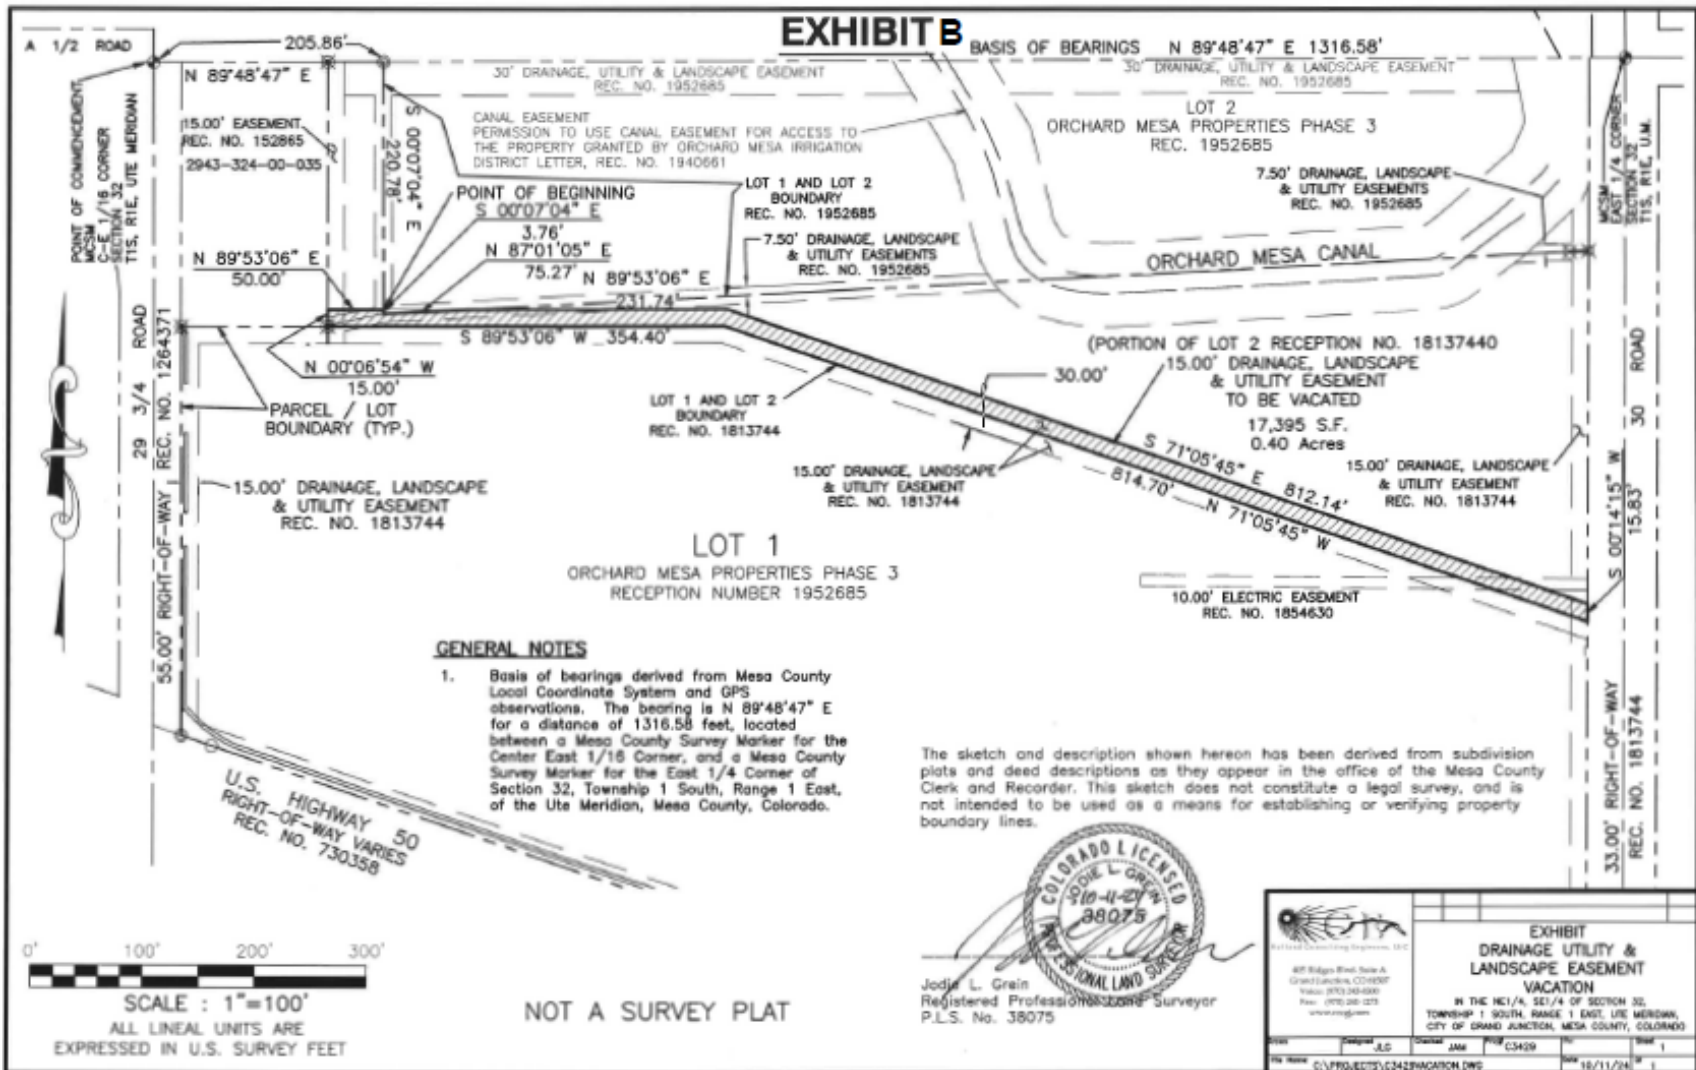 EXHIBIT B
A 1/2 ROAD
205.86'
N 89°48'47" E
BASIS OF BEARINGS N 89°48'47" E 1316.58'
30' DRAINAGE, UTILITY & LANDSCAPE EASEMENT
REC. NO. 1952685
30' DRAINAGE, UTILITY & LANDSCAPE EASEMENT
REC. NO. 1952685
POINT OF COMMENCEMENT
MCSM
C-E 1/16 CORNER
SECTION 32
T1S, R1E, UTE MERIDIAN
15.00' EASEMENT
REC. NO. 152865
2943-324-00-035
S 00°07'04" E
220.78'
CANAL EASEMENT
PERMISSION TO USE CANAL EASEMENT FOR ACCESS TO
THE PROPERTY GRANTED BY ORCHARD MESA IRRIGATION
DISTRICT LETTER, REC. NO. 1940661
LOT 2
ORCHARD MESA PROPERTIES PHASE 3
REC. 1952685
7.50' DRAINAGE, LANDSCAPE
& UTILITY EASEMENTS
REC. NO. 1952685
MCSM
EAST 1/4 CORNER
SECTION 32
T1S, R1E, U.M.
POINT OF BEGINNING
S 00°07'04" E
3.76'
N 87°01'05" E
75.27'
LOT 1 AND LOT 2
BOUNDARY
REC. NO. 1952685
7.50' DRAINAGE, LANDSCAPE
& UTILITY EASEMENTS
REC. NO. 1952685
ORCHARD MESA CANAL
N 89°53'06" E
50.00'
N 89°53'06" E
231.74'
S 89°53'06" W 354.40'
N 00°06'54" W
15.00'
PARCEL / LOT
BOUNDARY (TYP.)
29 3/4 ROAD
55.00' RIGHT-OF-WAY REC. NO. 1264371
15.00' DRAINAGE, LANDSCAPE
& UTILITY EASEMENT
REC. NO. 1813744
LOT 1 AND LOT 2
BOUNDARY
REC. NO. 1813744
30.00'
(PORTION OF LOT 2 RECEPTION NO. 18137440
15.00' DRAINAGE, LANDSCAPE
& UTILITY EASEMENT
TO BE VACATED
17,395 S.F.
0.40 Acres
15.00' DRAINAGE, LANDSCAPE
& UTILITY EASEMENT
REC. NO. 1813744
S 71°05'45" E 812.14'
814.70' N 71°05'45" W
15.00' DRAINAGE, LANDSCAPE
& UTILITY EASEMENT
REC. NO. 1813744
S 00°14'15" W
15.83'
30 ROAD
33.00' RIGHT-OF-WAY
REC. NO. 1813744
10.00' ELECTRIC EASEMENT
REC. NO. 1854630
LOT 1
ORCHARD MESA PROPERTIES PHASE 3
RECEPTION NUMBER 1952685
GENERAL NOTES
1. Basis of bearings derived from Mesa County
Local Coordinate System and GPS
observations. The bearing is N 89°48'47" E
for a distance of 1316.58 feet, located
between a Mesa County Survey Marker for the
Center East 1/16 Corner, and a Mesa County
Survey Marker for the East 1/4 Corner of
Section 32, Township 1 South, Range 1 East,
of the Ute Meridian, Mesa County, Colorado.
U.S. HIGHWAY 50
RIGHT-OF-WAY VARIES
REC. NO. 730358
The sketch and description shown hereon has been derived from subdivision
plats and deed descriptions as they appear in the office of the Mesa County
Clerk and Recorder. This sketch does not constitute a legal survey, and is
not intended to be used as a means for establishing or verifying property
boundary lines.
COLORADO LICENSED
JODIE L. GREIN
10-11-24
38075
PROFESSIONAL LAND SURVEYOR
Jodie L. Grein
Registered Professional Land Surveyor
P.L.S. No. 38075
0' 100' 200' 300'
SCALE : 1"=100'
ALL LINEAL UNITS ARE
EXPRESSED IN U.S. SURVEY FEET
NOT A SURVEY PLAT
EXHIBIT
DRAINAGE UTILITY &
LANDSCAPE EASEMENT
VACATION
IN THE NE1/4, SE1/4 OF SECTION 32,
TOWNSHIP 1 SOUTH, RANGE 1 EAST, UTE MERIDIAN,
CITY OF GRAND JUNCTION, MESA COUNTY, COLORADO
Designed JLG Checked JAM C3429 Sheet 1
File Name C:\PROJECTS\C3429\VACATION.DWG Date 10/11/24 of 1